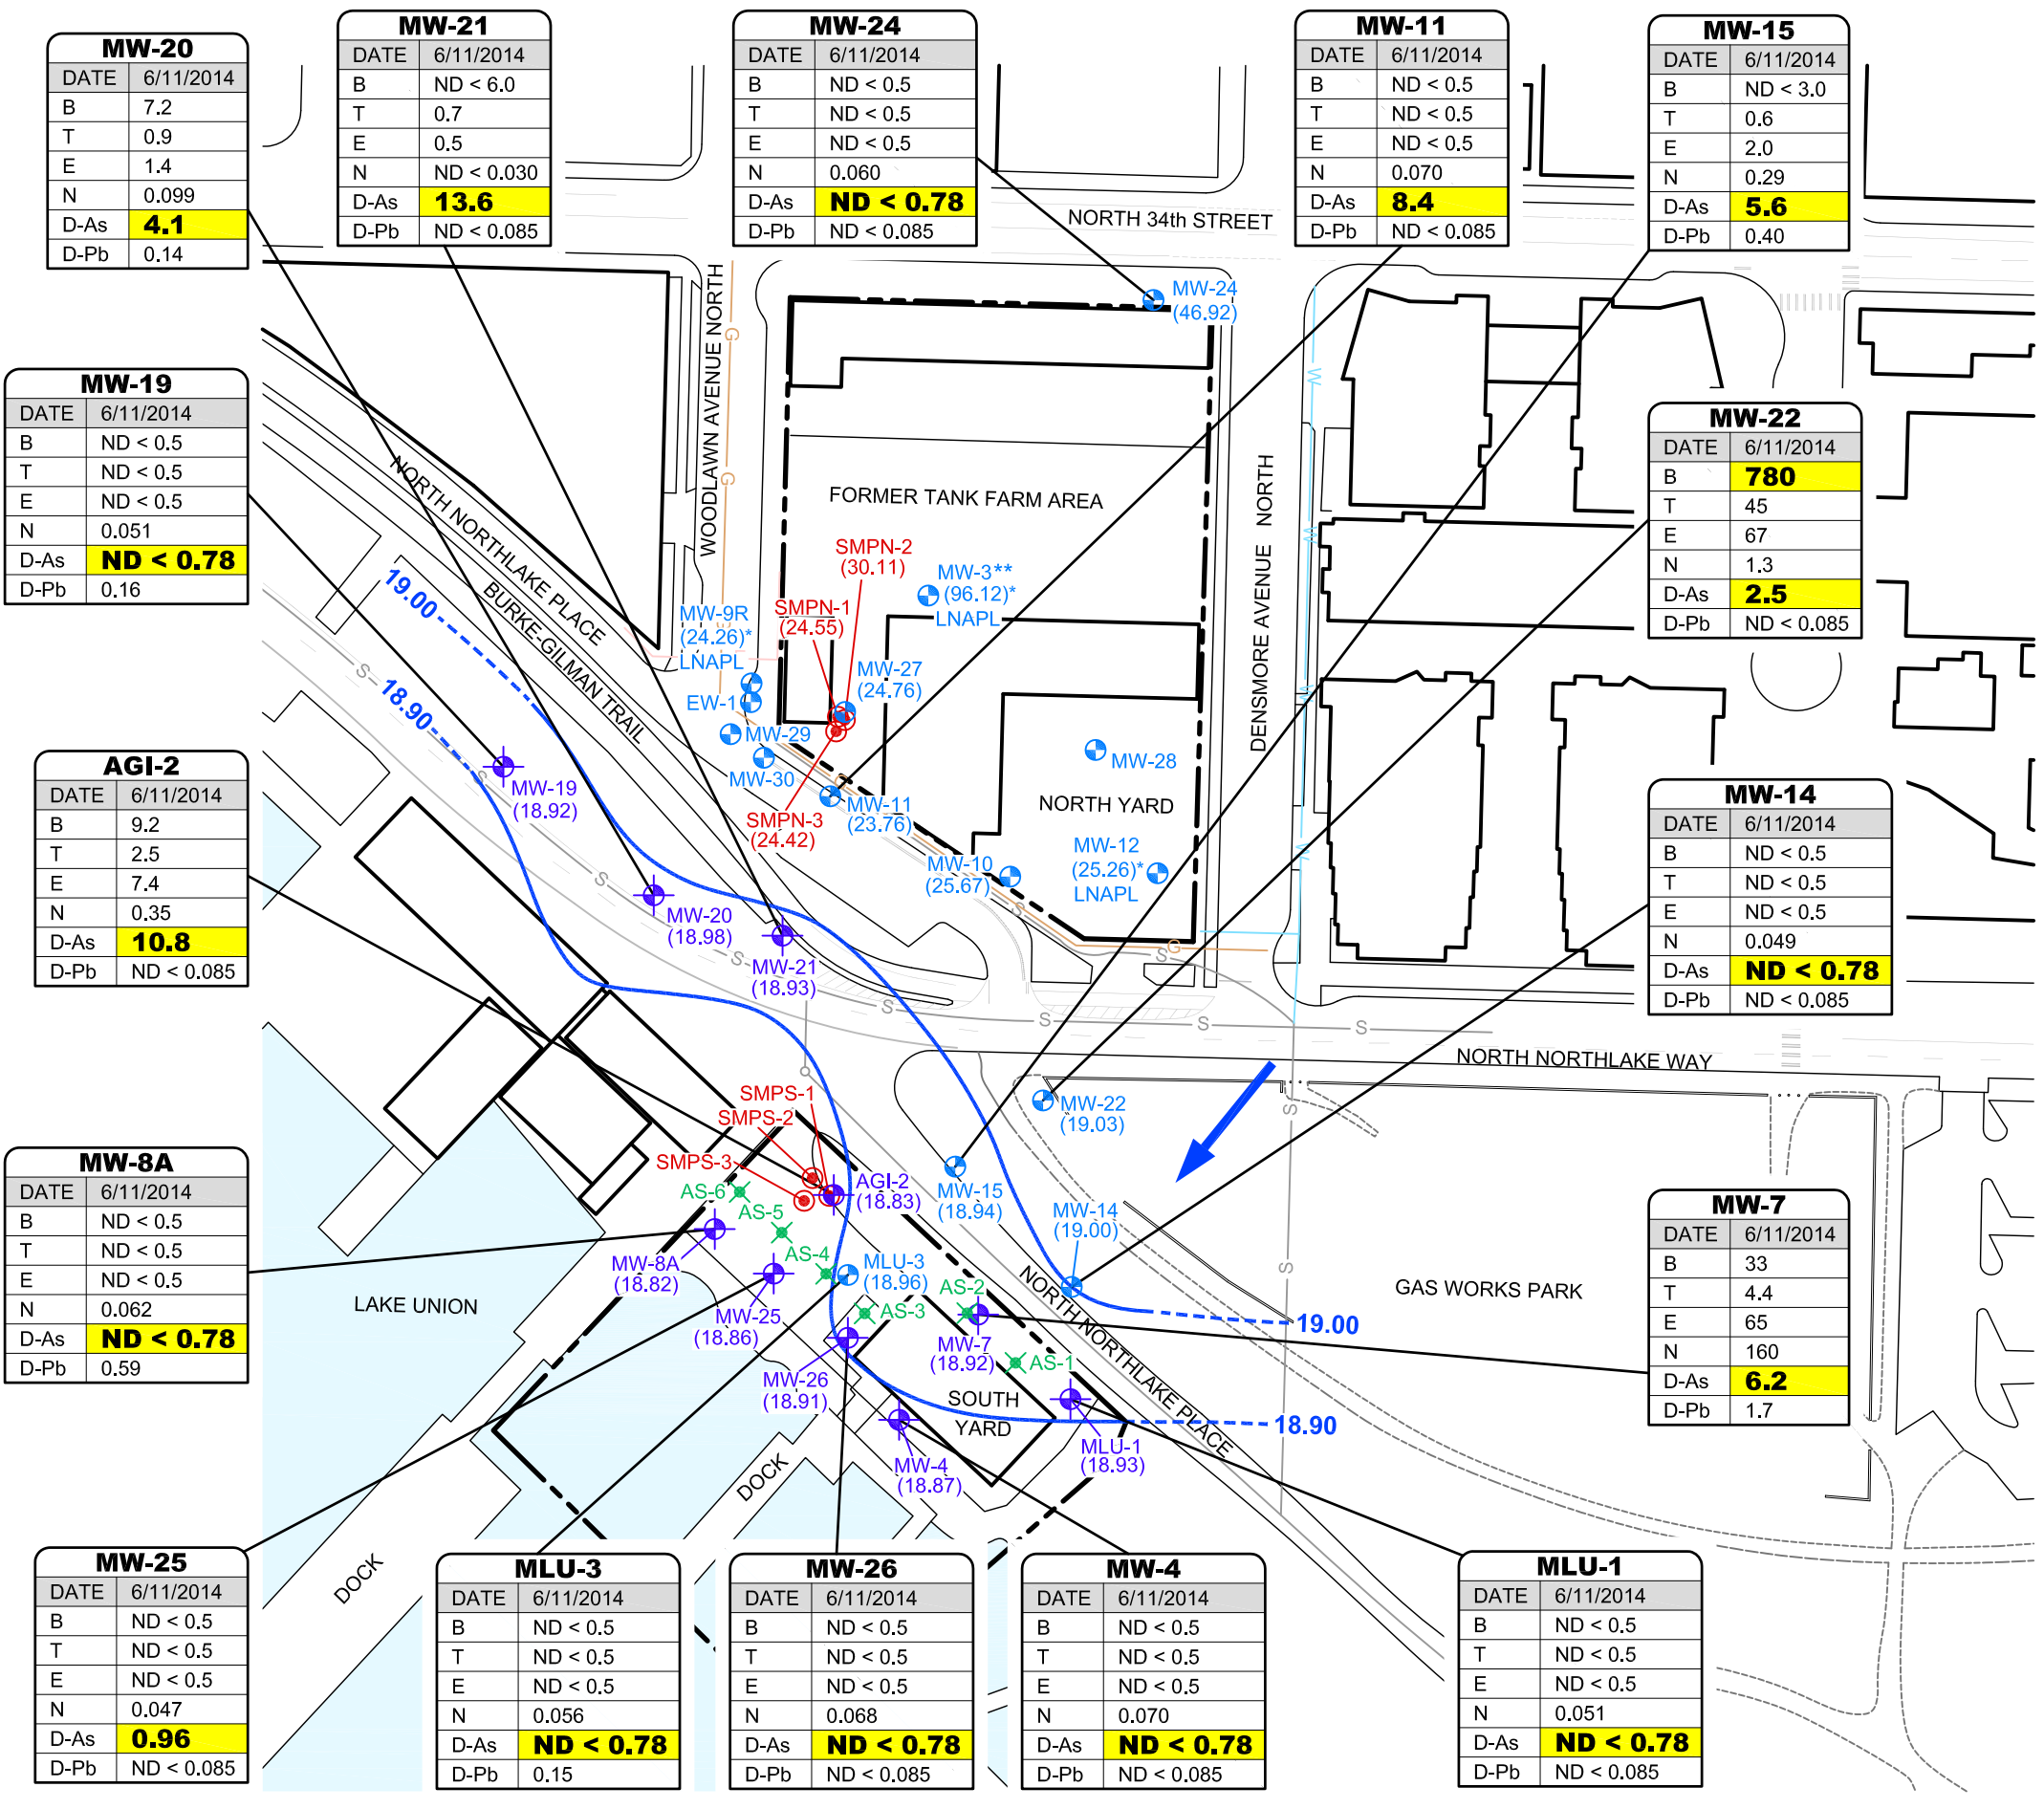 MW-20
DATE 6/11/2014
B 7.2
T 0.9
E 1.4
N 0.099
D-As 4.1
D-Pb 0.14
MW-21
DATE 6/11/2014
B ND < 6.0
T 0.7
E 0.5
N ND < 0.030
D-As 13.6
D-Pb ND < 0.085
MW-24
DATE 6/11/2014
B ND < 0.5
T ND < 0.5
E ND < 0.5
N 0.060
D-As ND < 0.78
D-Pb ND < 0.085
MW-11
DATE 6/11/2014
B ND < 0.5
T ND < 0.5
E ND < 0.5
N 0.070
D-As 8.4
D-Pb ND < 0.085
MW-15
DATE 6/11/2014
B ND < 3.0
T 0.6
E 2.0
N 0.29
D-As 5.6
D-Pb 0.40
MW-19
DATE 6/11/2014
B ND < 0.5
T ND < 0.5
E ND < 0.5
N 0.051
D-As ND < 0.78
D-Pb 0.16
MW-22
DATE 6/11/2014
B 780
T 45
E 67
N 1.3
D-As 2.5
D-Pb ND < 0.085
AGI-2
DATE 6/11/2014
B 9.2
T 2.5
E 7.4
N 0.35
D-As 10.8
D-Pb ND < 0.085
MW-14
DATE 6/11/2014
B ND < 0.5
T ND < 0.5
E ND < 0.5
N 0.049
D-As ND < 0.78
D-Pb ND < 0.085
MW-8A
DATE 6/11/2014
B ND < 0.5
T ND < 0.5
E ND < 0.5
N 0.062
D-As ND < 0.78
D-Pb 0.59
MW-7
DATE 6/11/2014
B 33
T 4.4
E 65
N 160
D-As 6.2
D-Pb 1.7
MW-25
DATE 6/11/2014
B ND < 0.5
T ND < 0.5
E ND < 0.5
N 0.047
D-As 0.96
D-Pb ND < 0.085
MLU-3
DATE 6/11/2014
B ND < 0.5
T ND < 0.5
E ND < 0.5
N 0.056
D-As ND < 0.78
D-Pb 0.15
MW-26
DATE 6/11/2014
B ND < 0.5
T ND < 0.5
E ND < 0.5
N 0.068
D-As ND < 0.78
D-Pb ND < 0.085
MW-4
DATE 6/11/2014
B ND < 0.5
T ND < 0.5
E ND < 0.5
N 0.070
D-As ND < 0.78
D-Pb ND < 0.085
MLU-1
DATE 6/11/2014
B ND < 0.5
T ND < 0.5
E ND < 0.5
N 0.051
D-As ND < 0.78
D-Pb ND < 0.085
NORTH 34th STREET
WOODLAWN AVENUE NORTH
DENSMORE AVENUE NORTH
NORTH NORTHLAKE PLACE
BURKE-GILMAN TRAIL
MW-24
(46.92)
FORMER TANK FARM AREA
SMPN-2
(30.11)
MW-3**
(96.12)*
LNAPL
SMPN-1
(24.55)
MW-9R
(24.26)*
LNAPL
MW-27
(24.76)
EW-1
MW-29
MW-30
MW-28
MW-11
(23.76)
NORTH YARD
SMPN-3
(24.42)
MW-10
(25.67)
MW-12
(25.26)*
LNAPL
19.00
18.90
MW-19
(18.92)
MW-20
(18.98)
MW-21
(18.93)
G
G
G
G
W
W
W
W
S
S
S
S
S
S
S
S
S
S
S
S
S
NORTH NORTHLAKE WAY
MW-22
(19.03)
SMPS-1
SMPS-2
SMPS-3
AGI-2
(18.83)
AS-6
AS-5
AS-4
MW-15
(18.94)
MW-14
(19.00)
MW-8A
(18.82)
MLU-3
(18.96)
AS-3
AS-2
MW-25
(18.86)
MW-7
(18.92)
AS-1
MW-26
(18.91)
LAKE UNION
GAS WORKS PARK
NORTH NORTHLAKE PLACE
19.00
18.90
SOUTH
YARD
MLU-1
(18.93)
MW-4
(18.87)
DOCK
DOCK